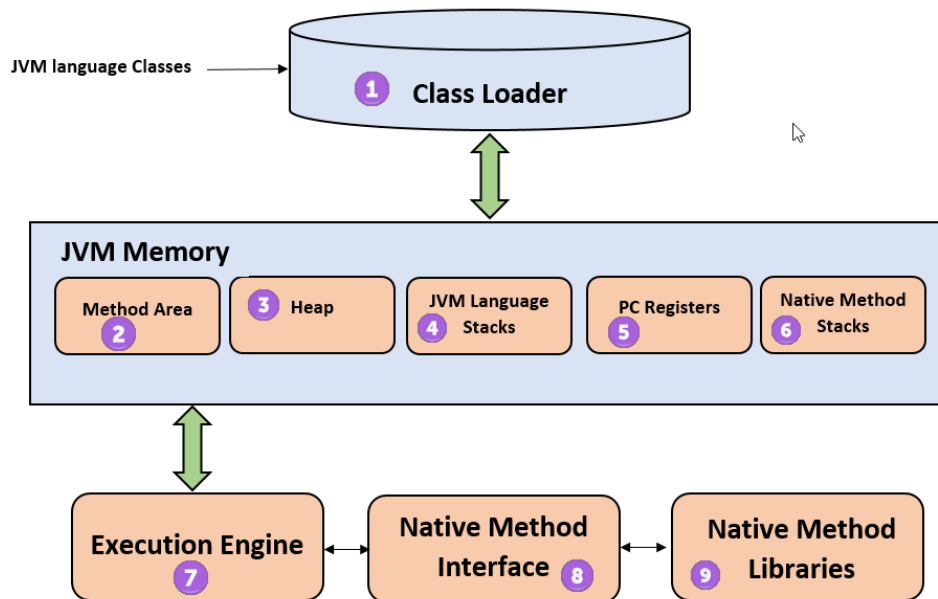 JVM language Classes
1 Class Loader
JVM Memory
Method Area
2
3 Heap
JVM Language
4 Stacks
PC Registers
5
Native Method
6 Stacks
Execution Engine
7
Native Method
Interface 8
Native Method
9 Libraries